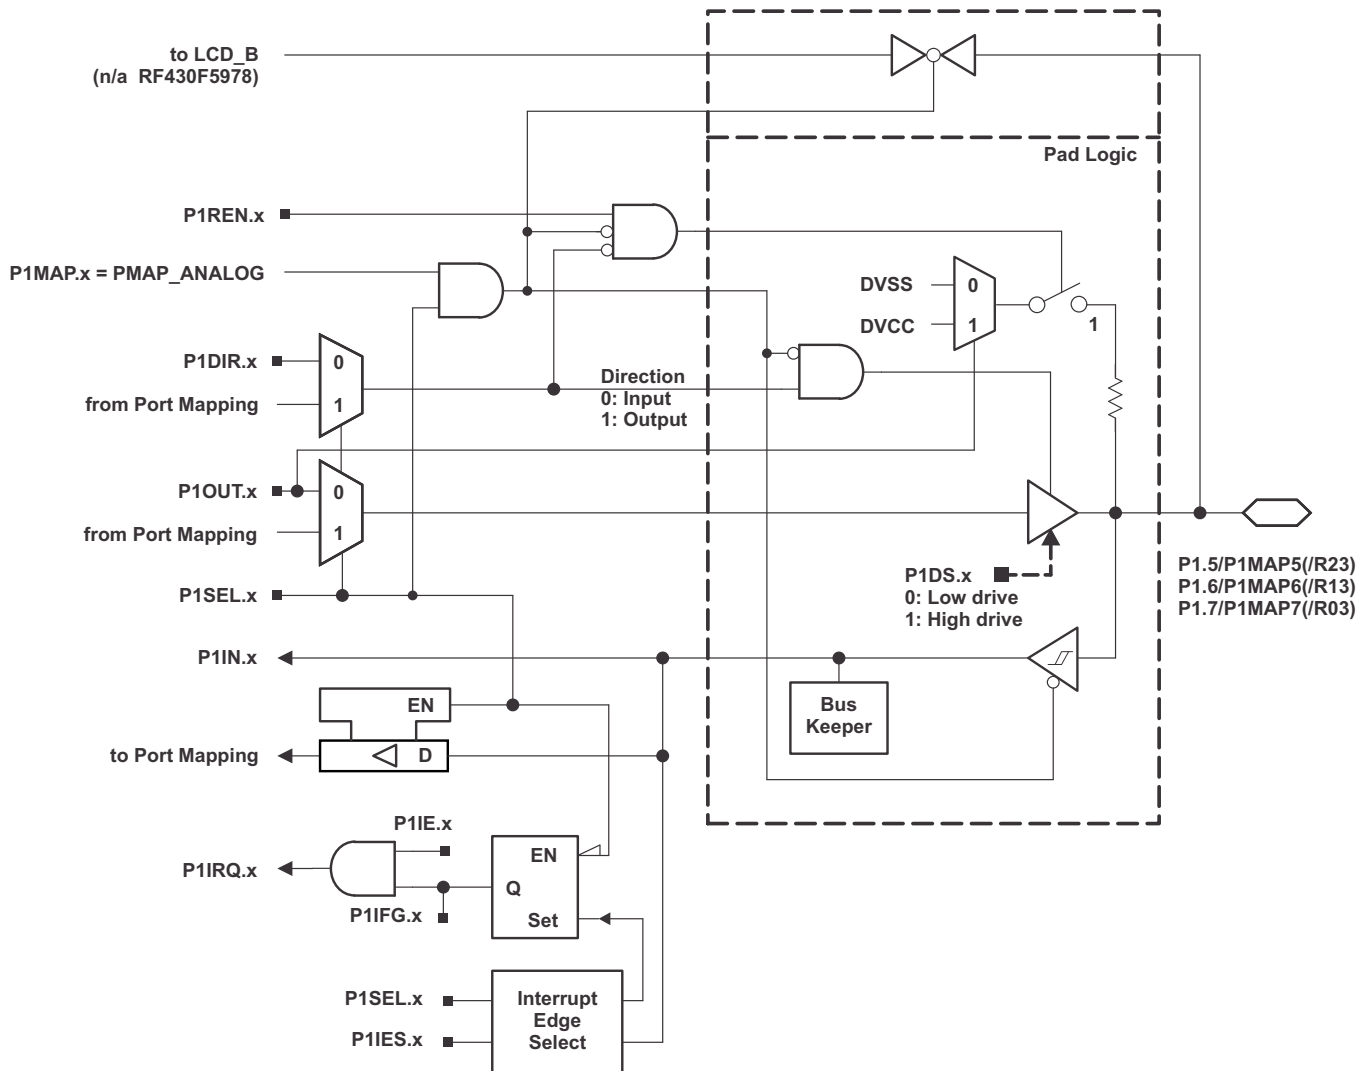 to LCD_B
(n/a RF430F5978)
Pad Logic
P1REN.x
P1MAP.x = PMAP_ANALOG
DVSS
0
DVCC
1
1
P1DIR.x
0
from Port Mapping
1
Direction
0: Input
1: Output
P1OUT.x
0
from Port Mapping
1
P1DS.x
0: Low drive
1: High drive
P1.5/P1MAP5(/R23)
P1.6/P1MAP6(/R13)
P1.7/P1MAP7(/R03)
P1SEL.x
P1IN.x
Bus
Keeper
EN
to Port Mapping
D
P1IE.x
P1IRQ.x
EN
Q
P1IFG.x
Set
P1SEL.x
P1IES.x
Interrupt
Edge
Select